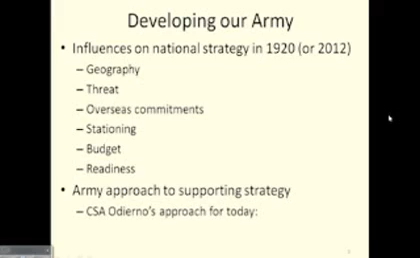 Developing our Army
• Influences on national strategy in 1920 (or 2012)
– Geography
– Threat
– Overseas commitments
– Stationing
– Budget
– Readiness
• Army approach to supporting strategy
– CSA Odierno's approach for today: